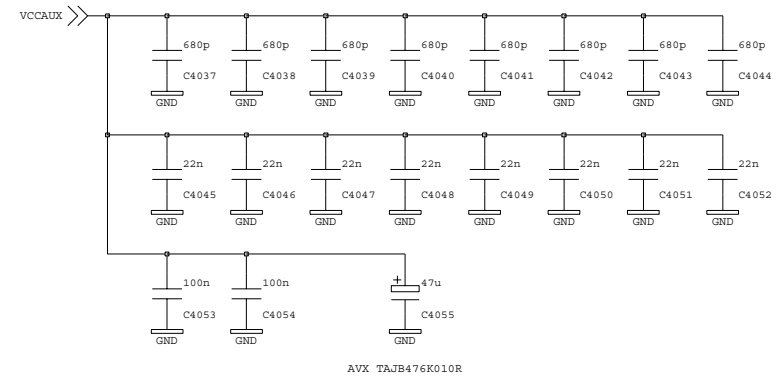 VCCAUX
680p 680p 680p 680p 680p 680p 680p 680p
C4037 C4038 C4039 C4040 C4041 C4042 C4043 C4044
GND GND GND GND GND GND GND GND
22n 22n 22n 22n 22n 22n 22n 22n
C4045 C4046 C4047 C4048 C4049 C4050 C4051 C4052
GND GND GND GND GND GND GND GND
100n 100n + 47u
C4053 C4054 C4055
GND GND GND
AVX TAJB476K010R